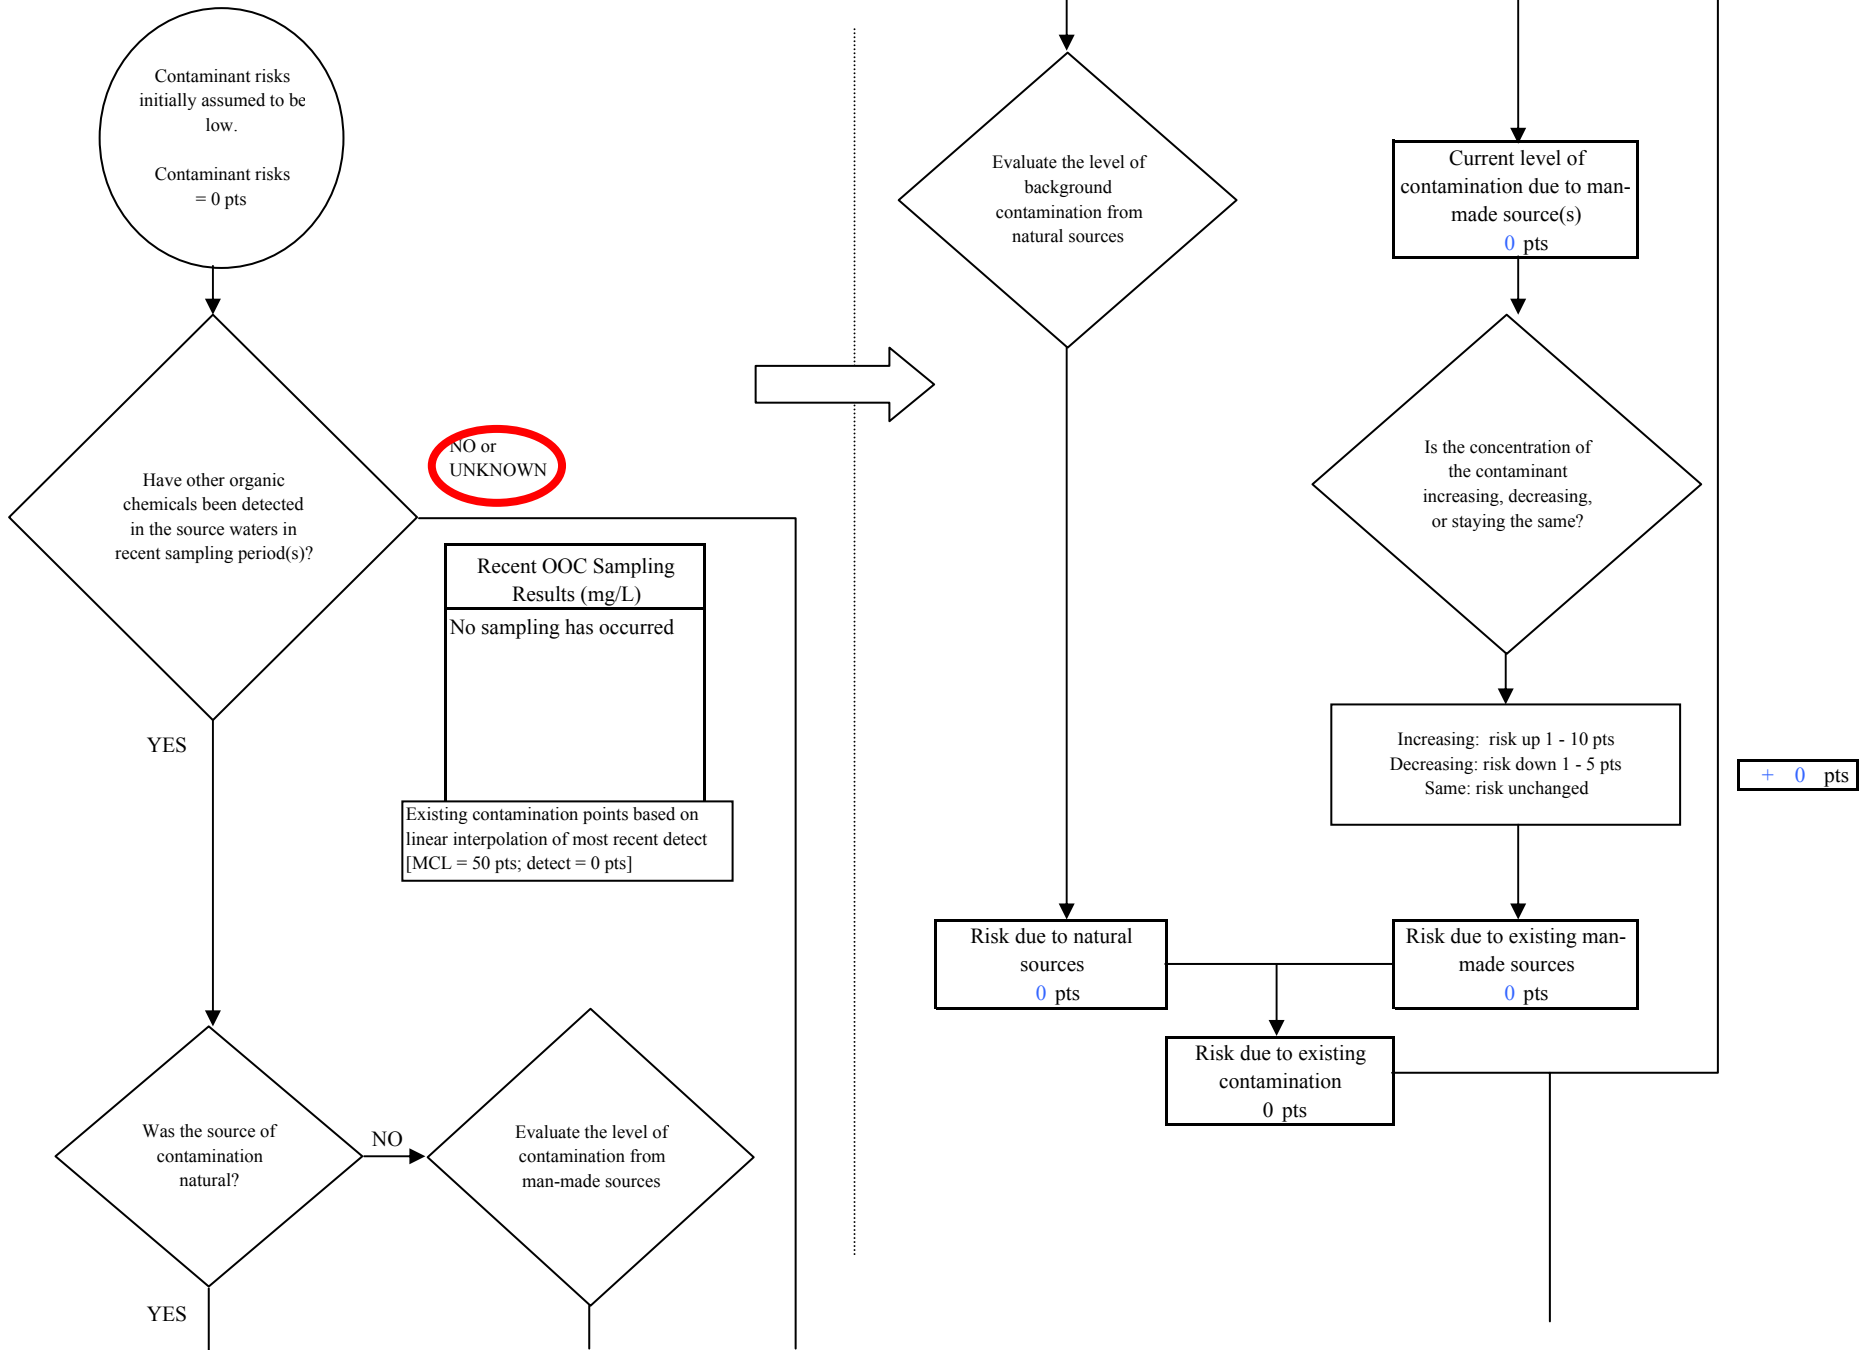 Contaminant risks
initially assumed to be
low.
Contaminant risks
= 0 pts
Have other organic
chemicals been detected
in the source waters in
recent sampling period(s)?
NO or
UNKNOWN
Recent OOC Sampling
Results (mg/L)
No sampling has occurred
Existing contamination points based on
linear interpolation of most recent detect
[MCL = 50 pts; detect = 0 pts]
YES
Was the source of
contamination
natural?
NO
Evaluate the level of
contamination from
man-made sources
YES
Evaluate the level of
background
contamination from
natural sources
Current level of
contamination due to man-
made source(s)
0 pts
Is the concentration of
the contaminant
increasing, decreasing,
or staying the same?
Increasing: risk up 1 - 10 pts
Decreasing: risk down 1 - 5 pts
Same: risk unchanged
+ 0 pts
Risk due to natural
sources
0 pts
Risk due to existing man-
made sources
0 pts
Risk due to existing
contamination
0 pts